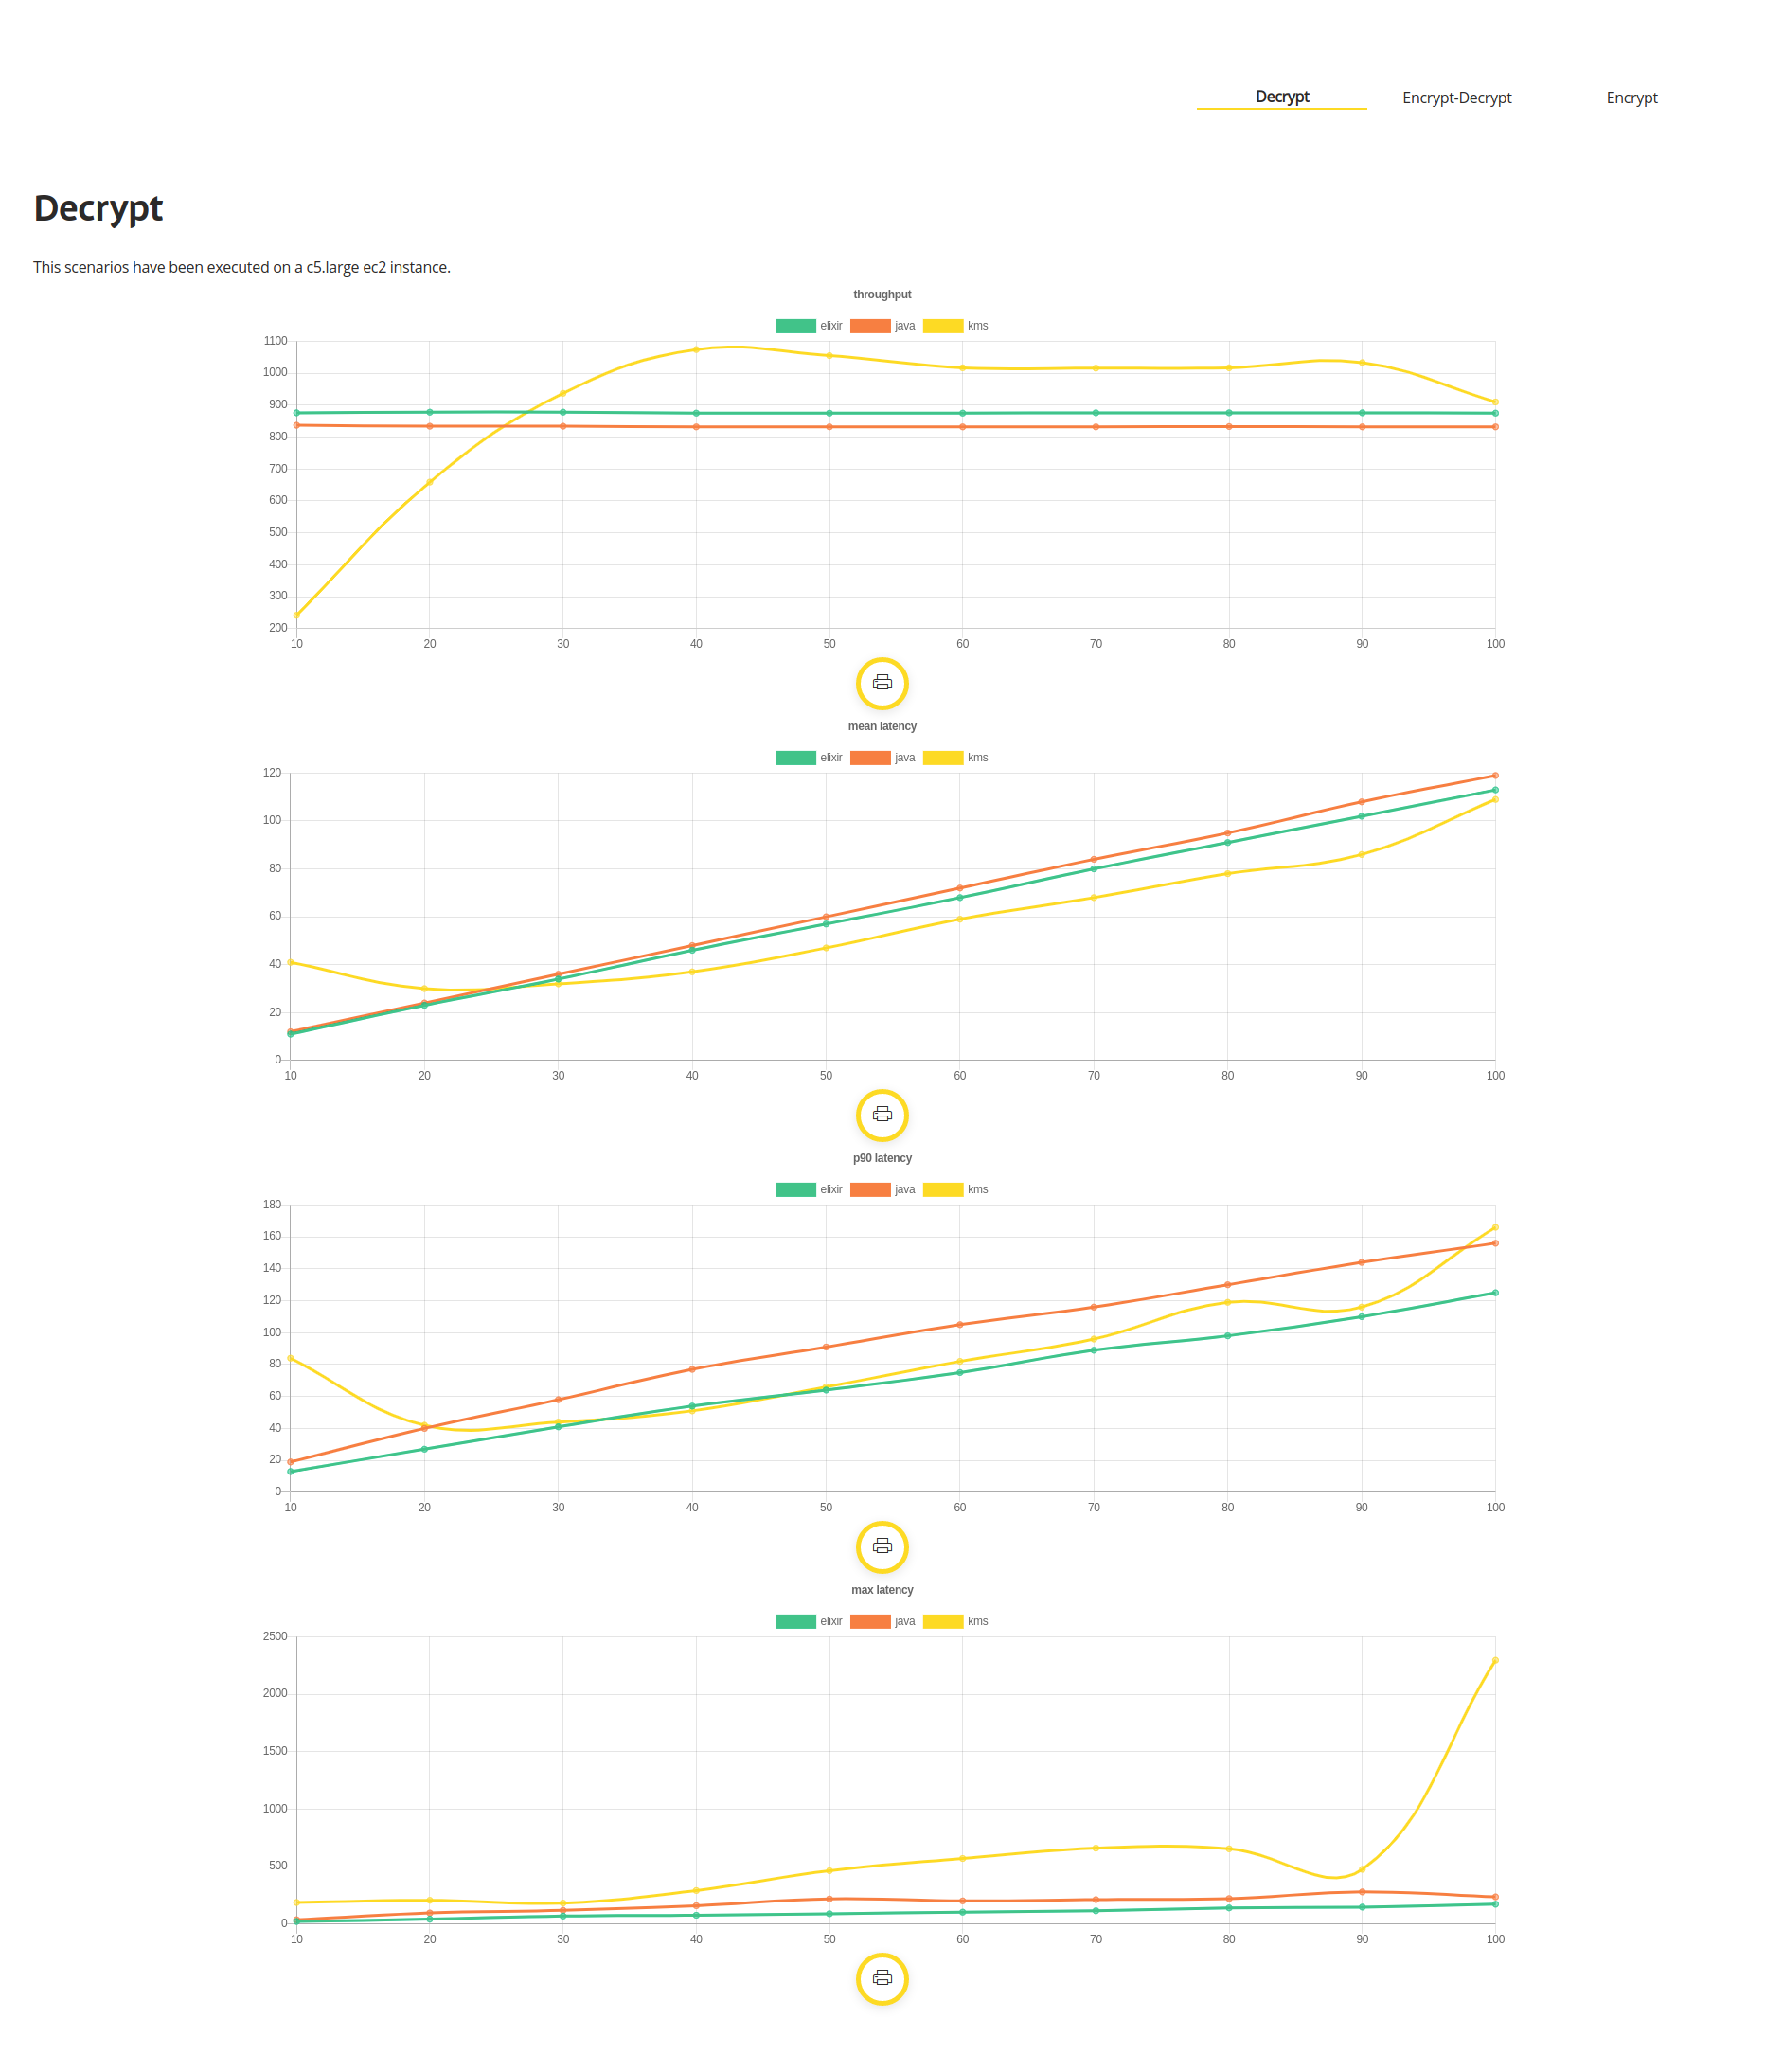 Decrypt Encrypt-Decrypt Encrypt
Decrypt
This scenarios have been executed on a c5.large ec2 instance.
throughput
elixir java kms
1100
1000
900
800
700
600
500
400
300
200
10 20 30 40 50 60 70 80 90 100
mean latency
elixir java kms
120
100
80
60
40
20
0
10 20 30 40 50 60 70 80 90 100
p90 latency
elixir java kms
180
160
140
120
100
80
60
40
20
0
10 20 30 40 50 60 70 80 90 100
max latency
elixir java kms
2500
2000
1500
1000
500
0
10 20 30 40 50 60 70 80 90 100